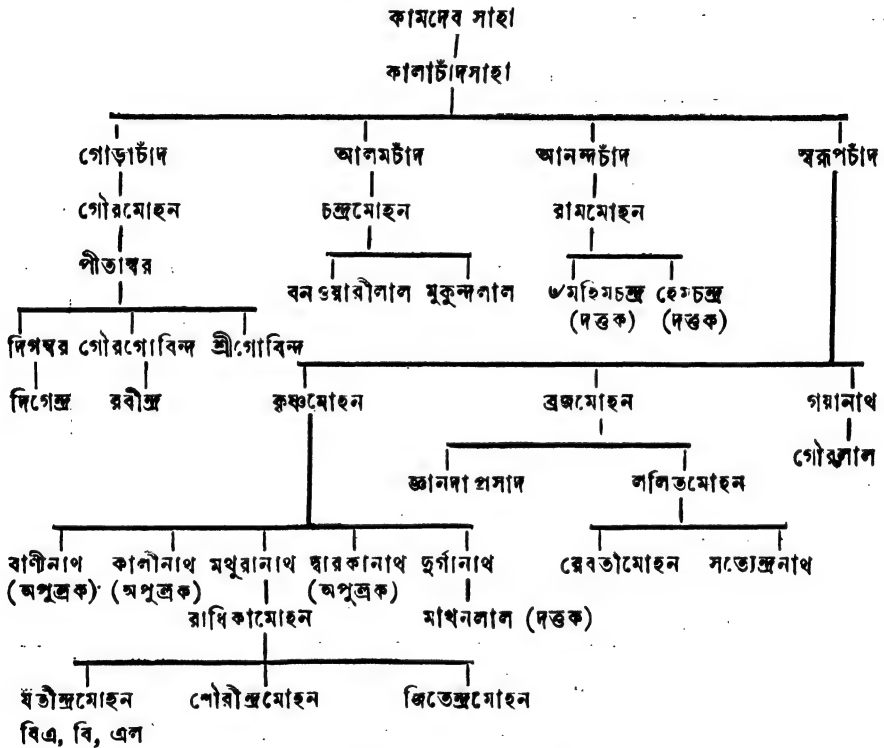 কামদেব সাহা
কালাচাঁদসাহা
গোড়াচাঁদ আলমচাঁদ আনন্দচাঁদ স্বরূপচাঁদ
গৌরমোহন চন্দ্রমোহন রামমোহন
পীতাম্বর
বনওয়ারীলাল মুকুন্দলাল ৺মহিমচন্দ্র হেমচন্দ্র
(দত্তক) (দত্তক)
দিগম্বর গৌরগোবিন্দ শ্রীগোবিন্দ
দিগেন্দ্র রবীন্দ্র কৃষ্ণমোহন ব্রজমোহন গয়ানাথ
গৌরলাল
জ্ঞানদা প্রসাদ ললিতমোহন
বাণীনাথ কালীনাথ মথুরানাথ দ্বারকানাথ দুর্গানাথ রেবতীমোহন সত্যেন্দ্রনাথ
(অপুত্রক) (অপুত্রক) (অপুত্রক)
রাধিকামোহন মাখনলাল (দত্তক)
যতীন্দ্রমোহন শৌরীন্দ্রমোহন জিতেন্দ্রমোহন
বিএ, বি, এল